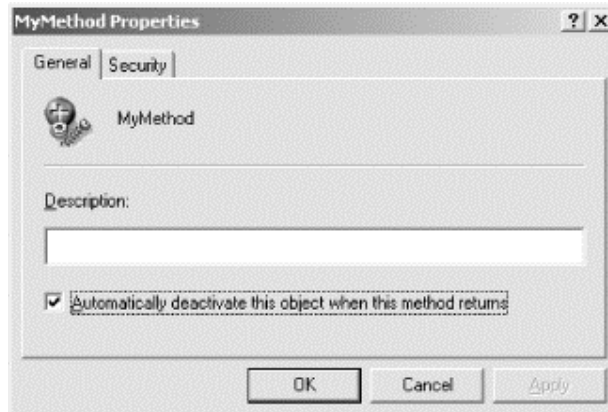 MyMethod Properties
? X
General Security
MyMethod
Description:
Automatically deactivate this object when this method returns
OK Cancel Apply